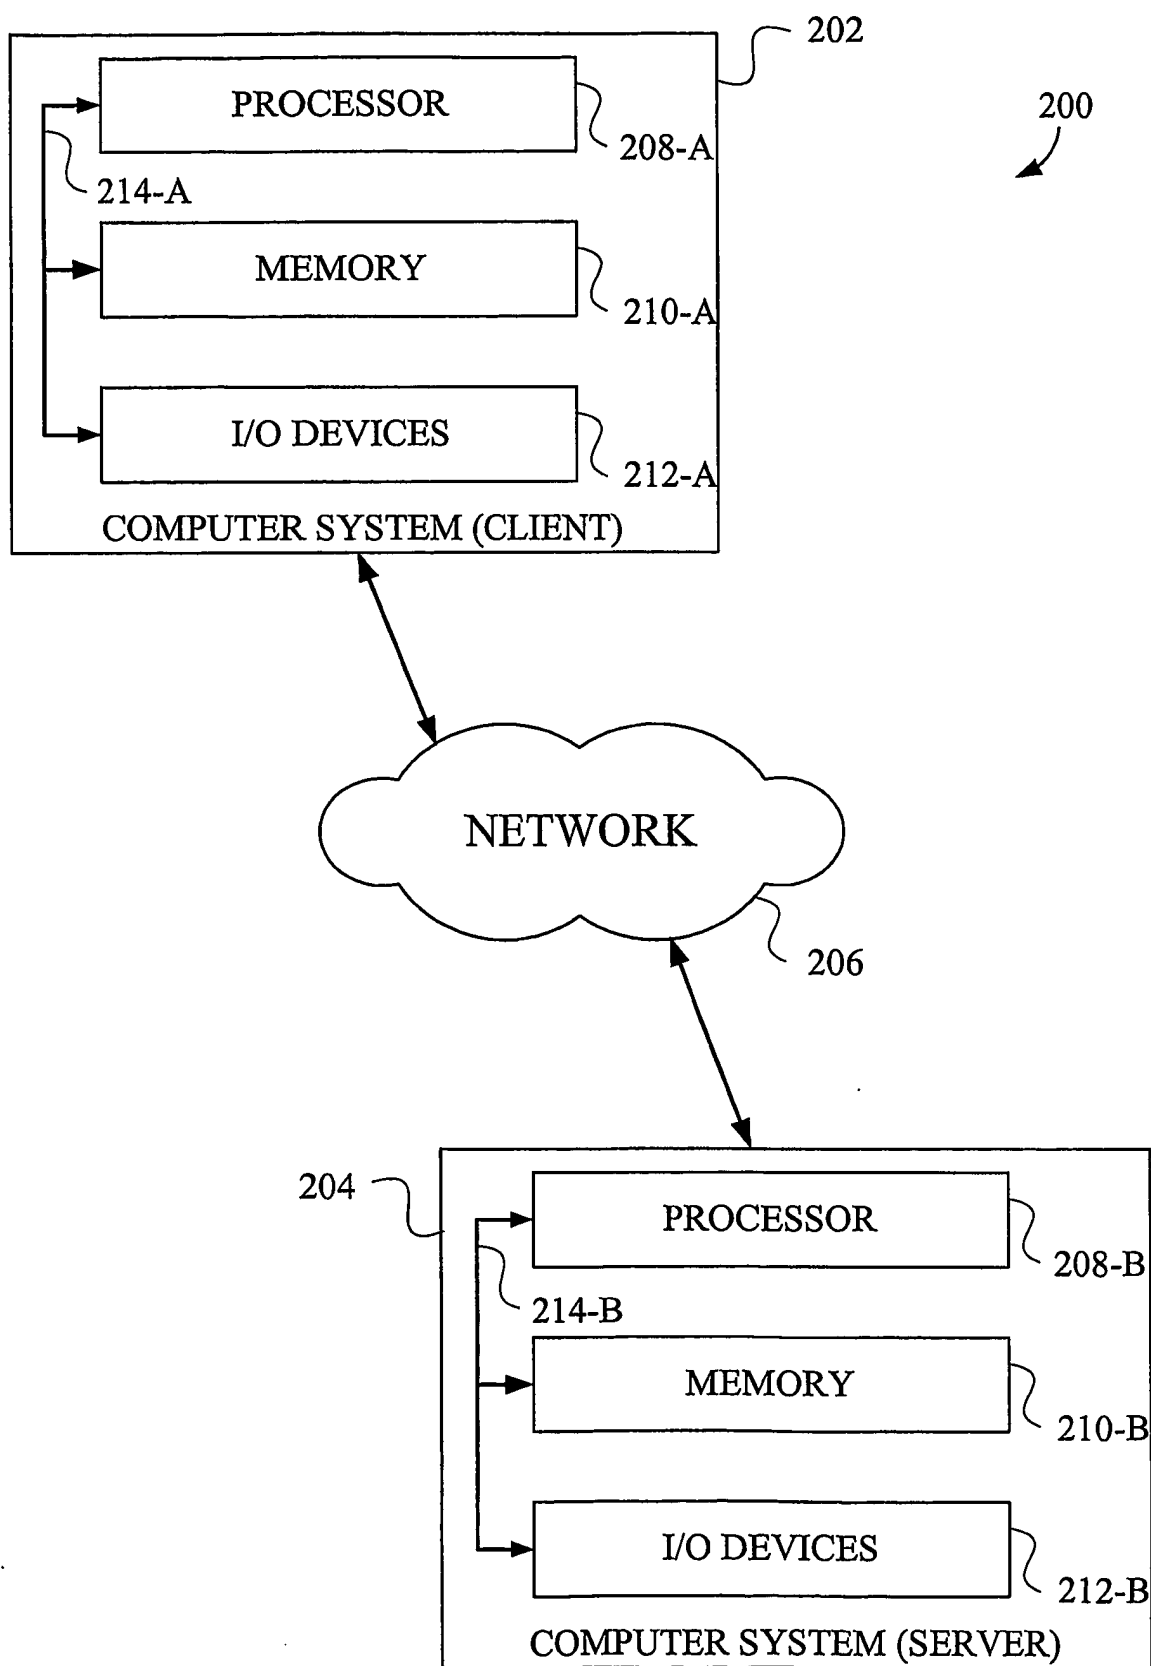 202
PROCESSOR
200
208-A
214-A
MEMORY
210-A
I/O DEVICES
212-A
COMPUTER SYSTEM (CLIENT)
NETWORK
206
204
PROCESSOR
208-B
214-B
MEMORY
210-B
I/O DEVICES
212-B
COMPUTER SYSTEM (SERVER)